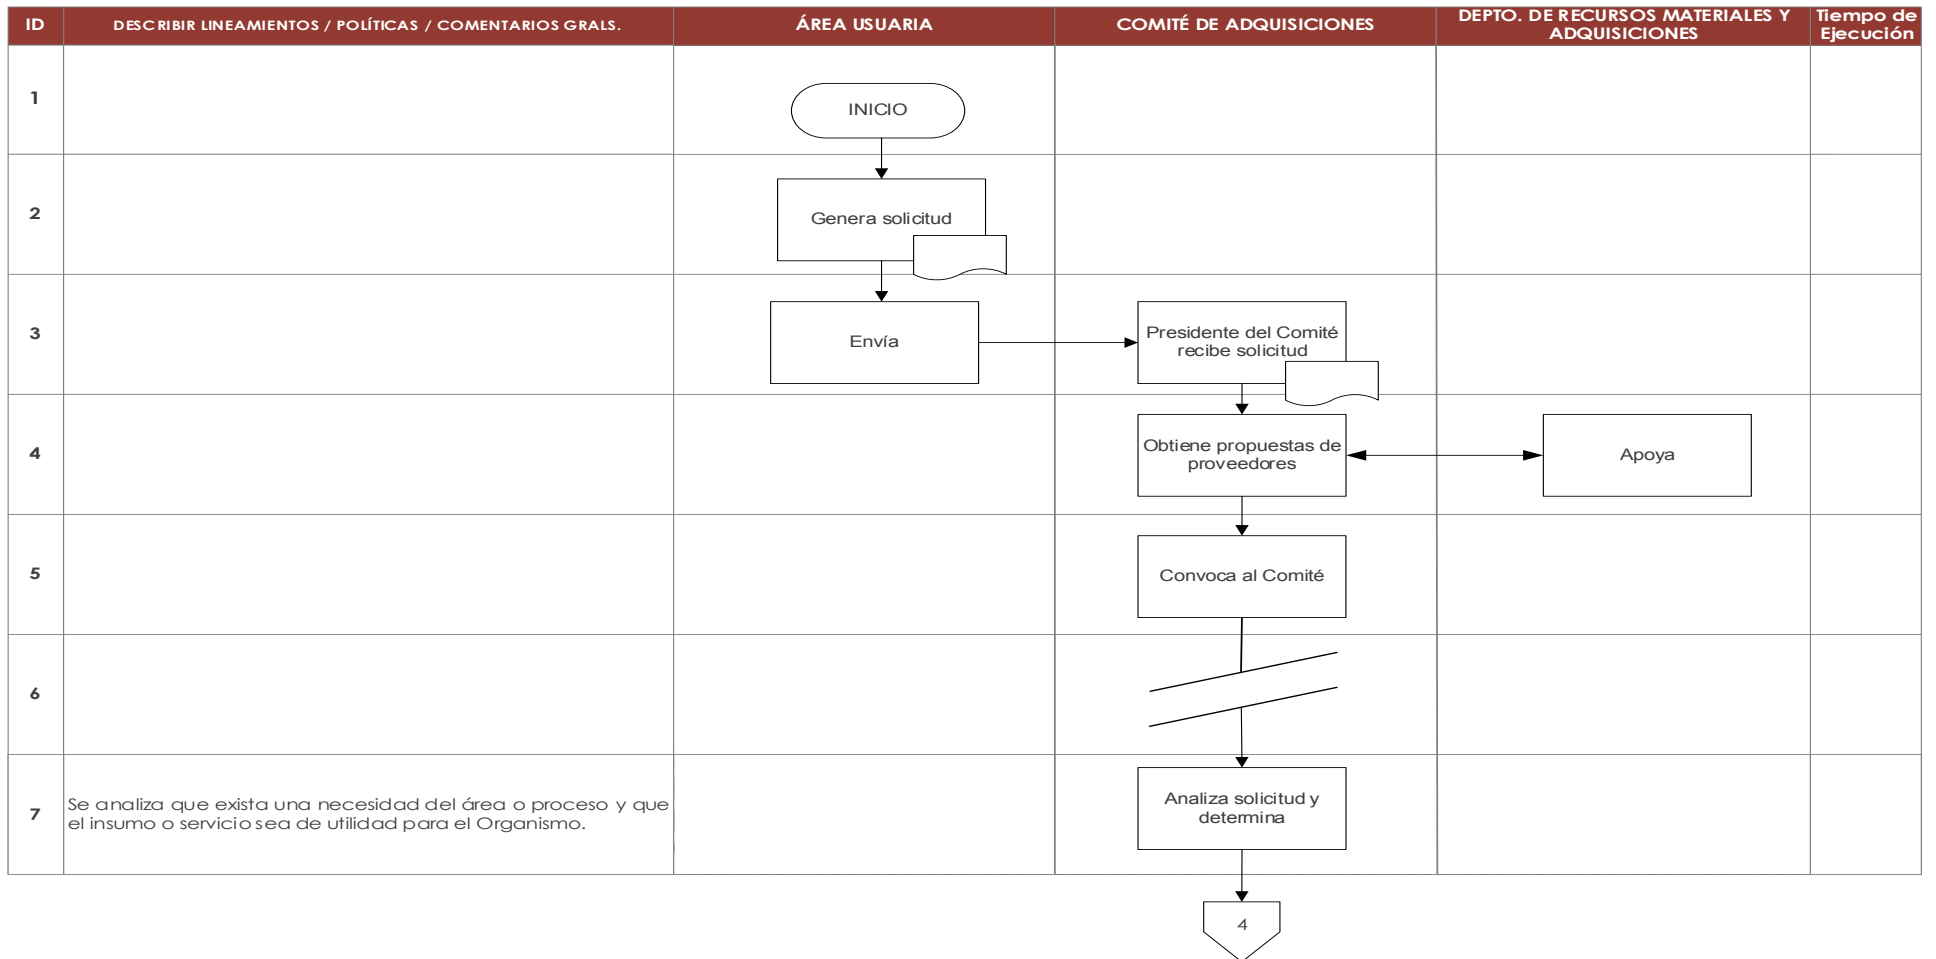 ID
DESCRIBIR LINEAMIENTOS / POLÍTICAS / COMENTARIOS GRALS.
ÁREA USUARIA
COMITÉ DE ADQUISICIONES
DEPTO. DE RECURSOS MATERIALES Y
ADQUISICIONES
Tiempo de
Ejecución
1
INICIO
2
Genera solicitud
3
Envía
Presidente del Comité
recibe solicitud
4
Obtiene propuestas de
proveedores
Apoya
5
Convoca al Comité
6
7
Se analiza que exista una necesidad del área o proceso y que
el insumo o servicio sea de utilidad para el Organismo.
Analiza solicitud y
determina
4